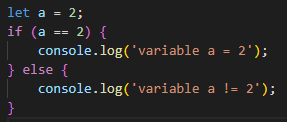 let a = 2;
if (a == 2) {
    console.log('variable a = 2');
} else {
    console.log('variable a != 2');
}